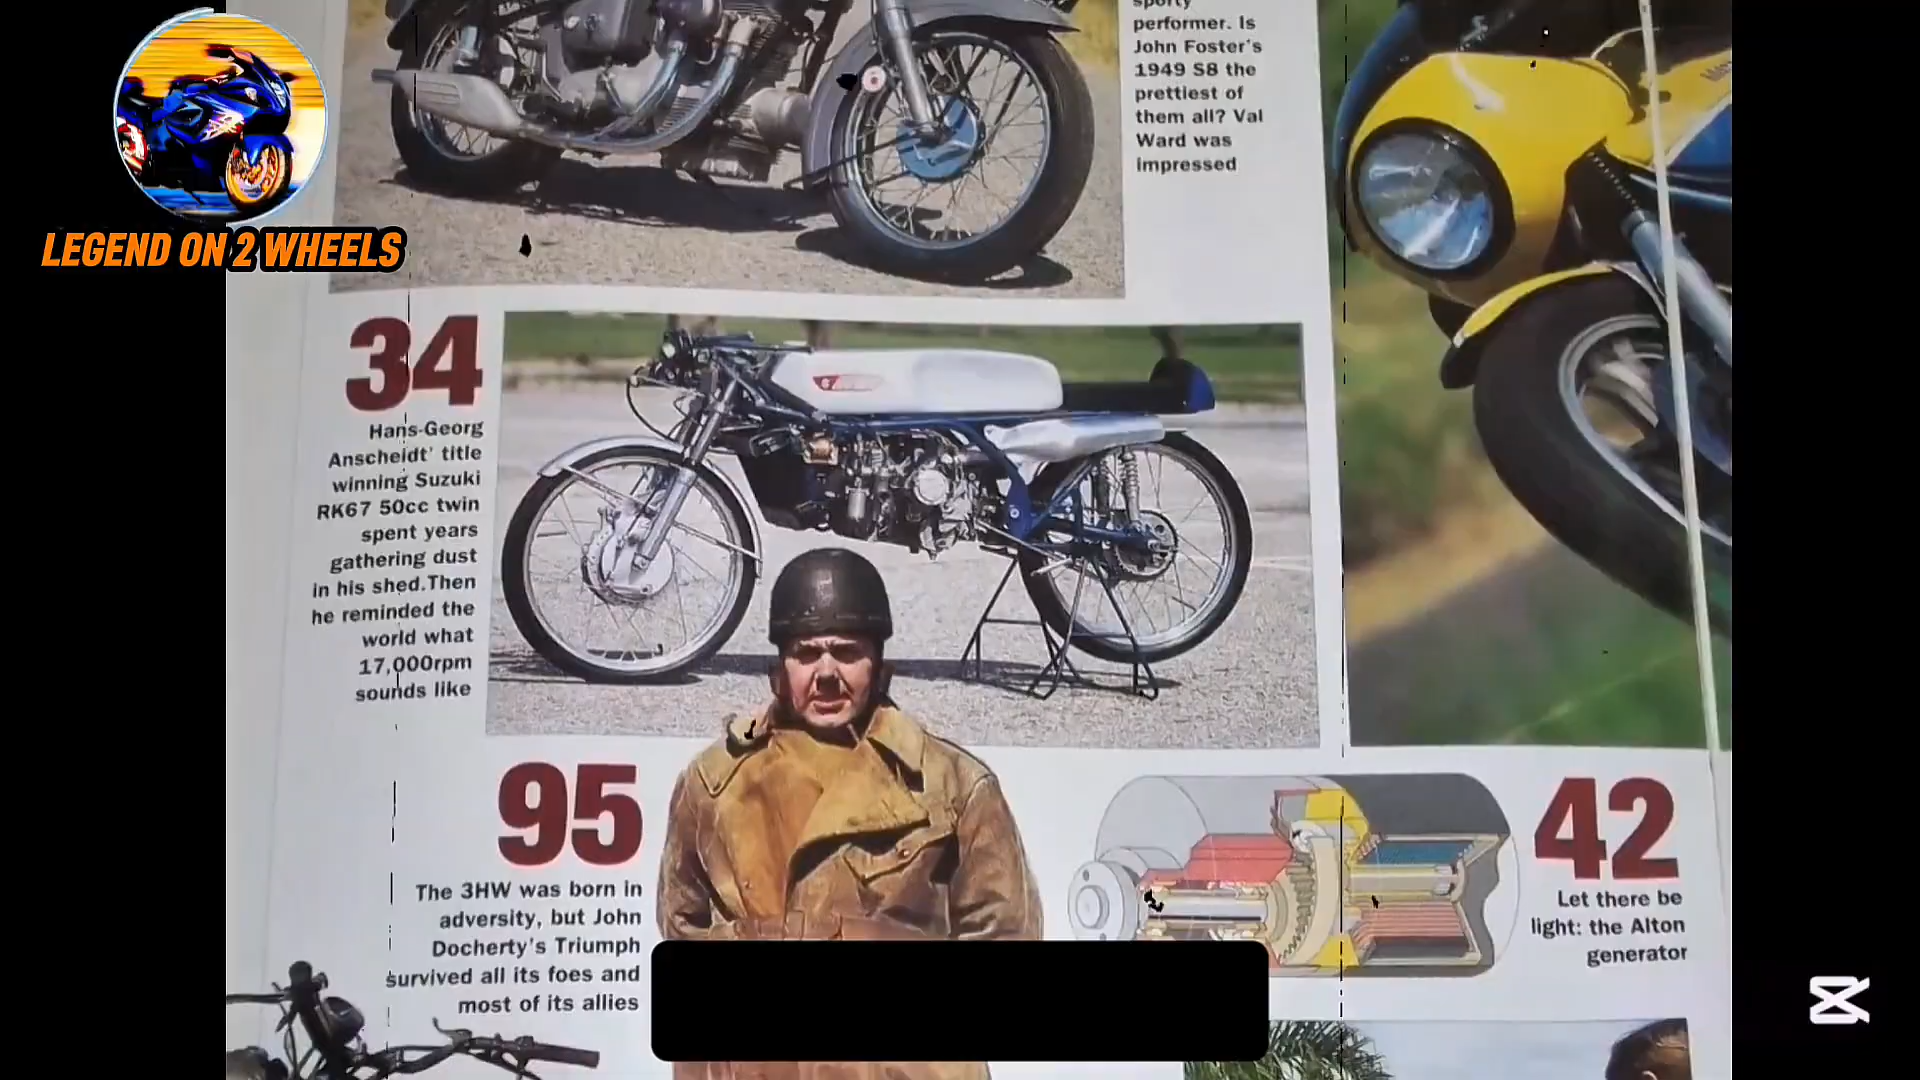 LEGEND ON 2 WHEELS
sporty
performer. Is
John Foster's
1949 S8 the
prettiest of
them all? Val
Ward was
impressed
34
Hans-Georg
Anscheidt' title
winning Suzuki
RK67 50cc twin
spent years
gathering dust
in his shed.Then
he reminded the
world what
17,000rpm
sounds like
95
The 3HW was born in
adversity, but John
Docherty's Triumph
survived all its foes and
most of its allies
42
Let there be
light: the Alton
generator